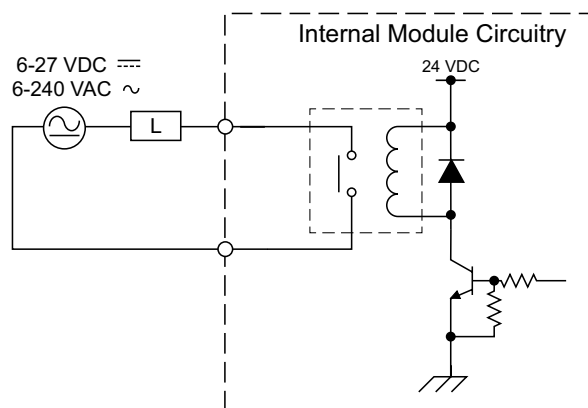 Internal Module Circuitry
6-27 VDC ⎓
6-240 VAC ∿
24 VDC
L